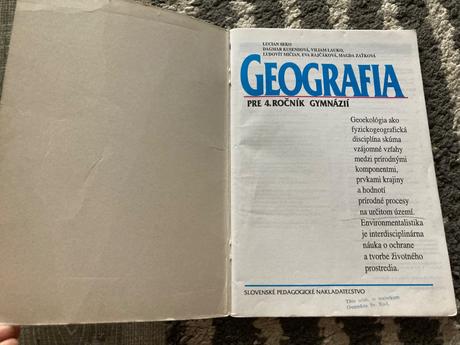 LUCIAN SEKO
DAGMAR KUSENDOVÁ, VILIAM LAUKO,
ĽUDOVÍT MIČIAN, EVA RAJČÁKOVÁ, MAGDA ZAŤKOVÁ
GEOGRAFIA
PRE 4. ROČNÍK GYMNÁZIÍ
Geoekológia ako
fyzickogeografická
disciplína skúma
vzájomné vzťahy
medzi prírodnými
komponentmi,
prvkami krajiny
a hodnotí
prírodné procesy
na určitom území.
Environmentalistika
je interdisciplinárna
náuka o ochrane
a tvorbe životného
prostredia.
SLOVENSKÉ PEDAGOGICKÉ NAKLADATEĽSTVO